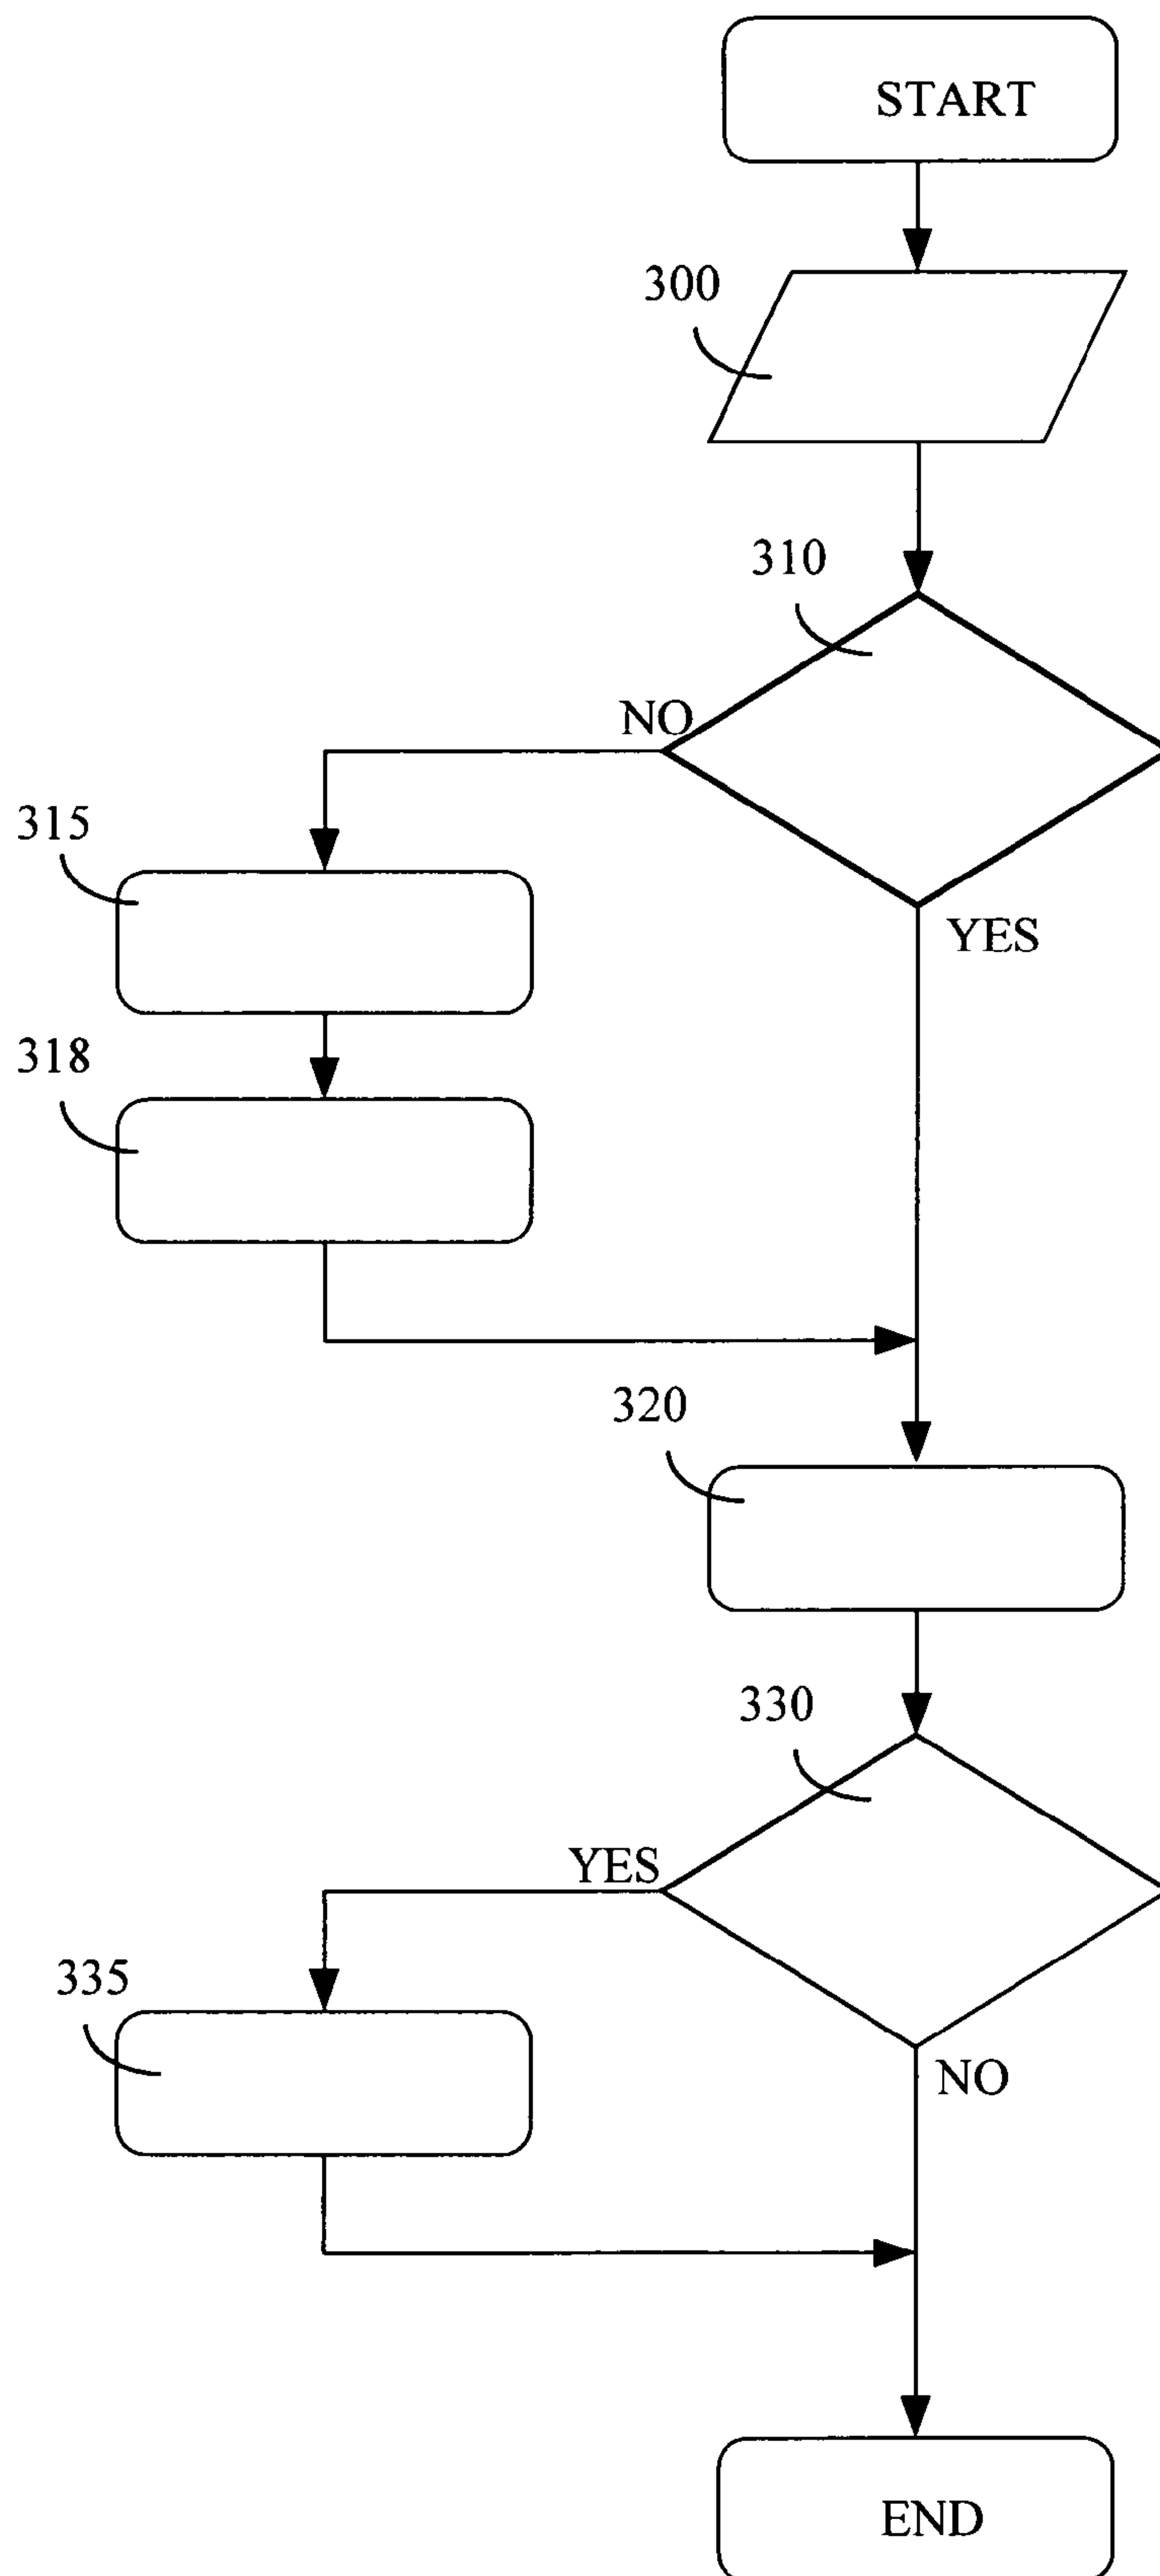 START
300
310
NO
315
YES
318
320
330
YES
335
NO
END